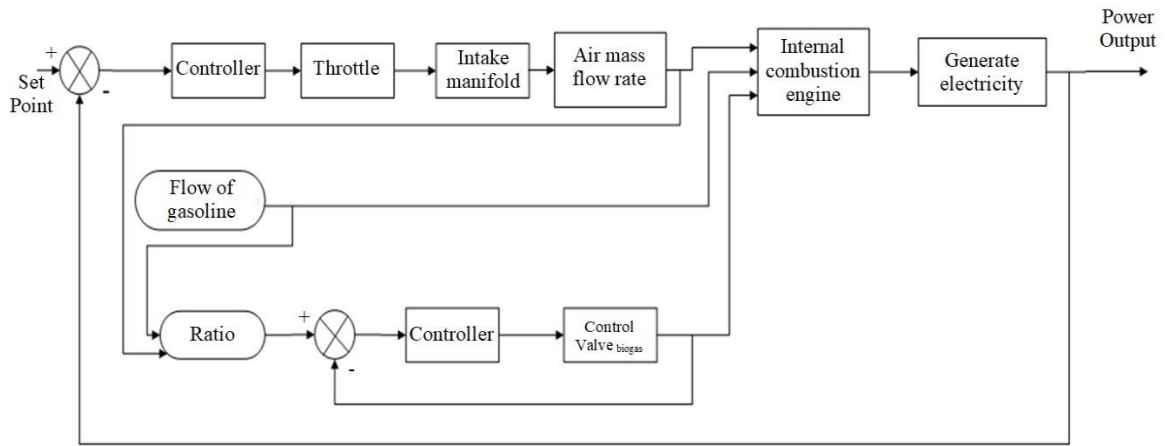 Power
Output
+
Set
Point
-
Controller
Throttle
Intake
manifold
Air mass
flow rate
Internal
combustion
engine
Generate
electricity
Flow of
gasoline
Ratio
+
-
Controller
Control
Valve biogas